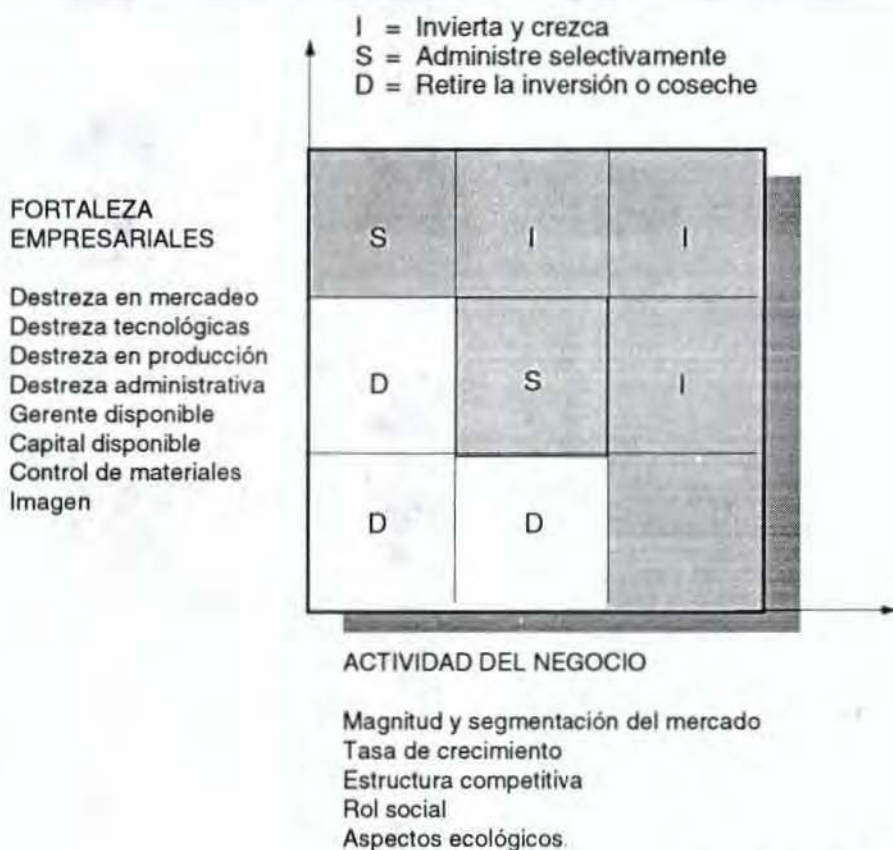 I = Invierta y crezca
S = Administre selectivamente
D = Retire la inversión o coseche
FORTALEZA
EMPRESARIALES
Destreza en mercadeo
Destreza tecnológicas
Destreza en producción
Destreza administrativa
Gerente disponible
Capital disponible
Control de materiales
Imagen
S I I
D S I
D D
ACTIVIDAD DEL NEGOCIO
Magnitud y segmentación del mercado
Tasa de crecimiento
Estructura competitiva
Rol social
Aspectos ecológicos.